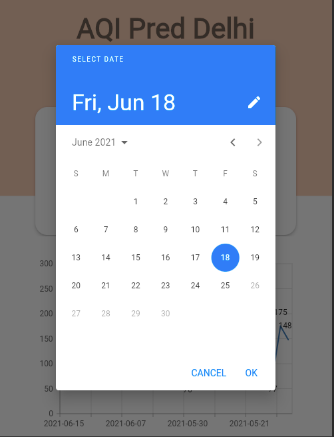 AQI Pred Delhi
SELECT DATE
Fri, Jun 18
June 2021
S M T W T F S
1 2 3 4 5
6 7 8 9 10 11 12
13 14 15 16 17 18 19
20 21 22 23 24 25 26
27 28 29 30
CANCEL OK
300
250
200
150
100
50
0
175
148
2021-06-15 2021-06-07 2021-05-30 2021-05-21